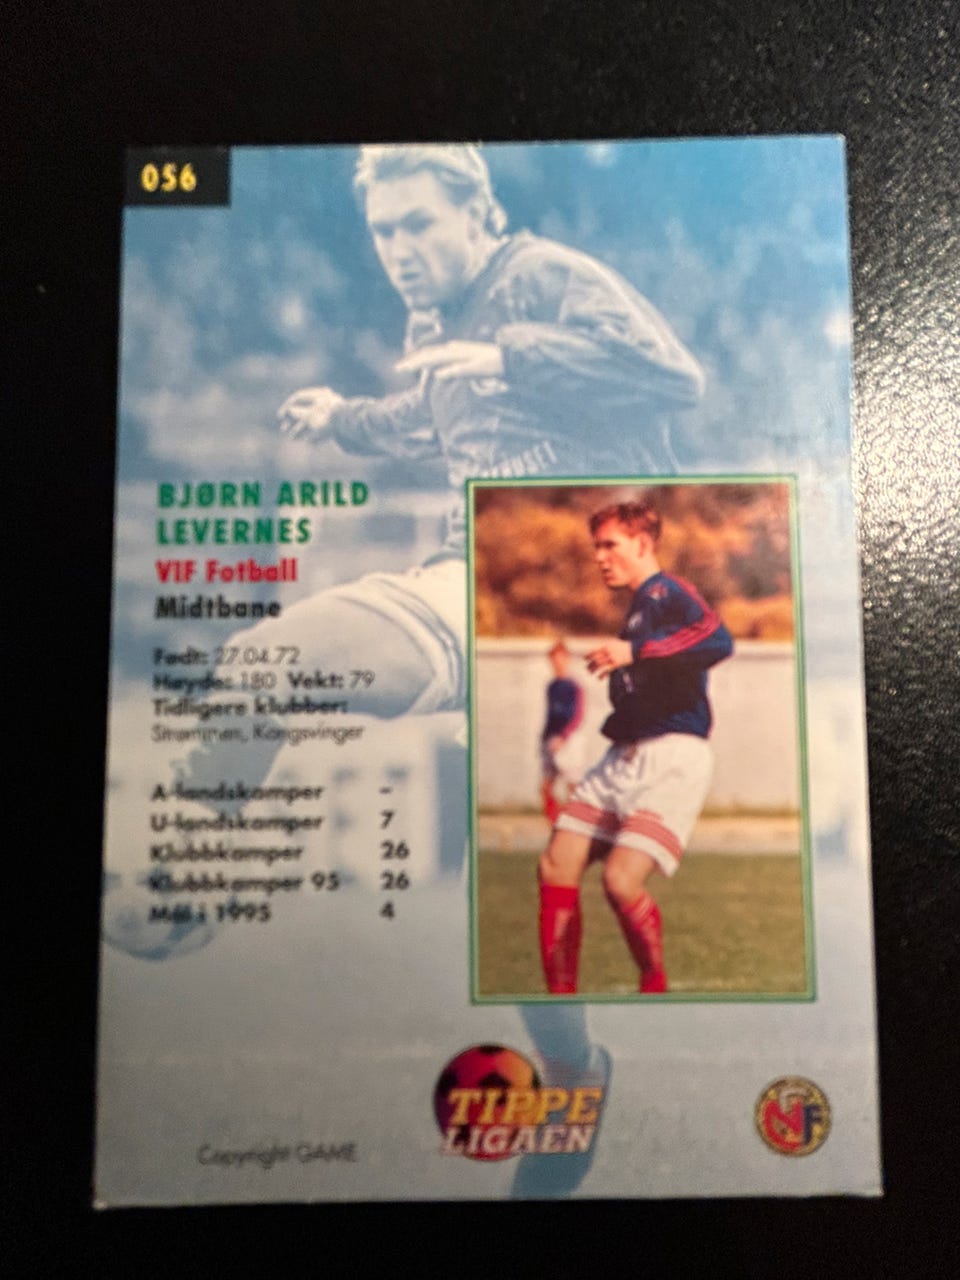 056
BJØRN ARILD
LEVERNES
VIF Fotball
Midtbane
Født: 27.04.72
Høyde: 180 Vekt: 79
Tidligere klubber:
Strømmen, Kongsvinger
A-landskamper -
U-landskamper 7
Klubbkamper 26
Klubbkamper 95 26
Mål i 1995 4
TIPPE
LIGAEN
NFF
Copyright GAME